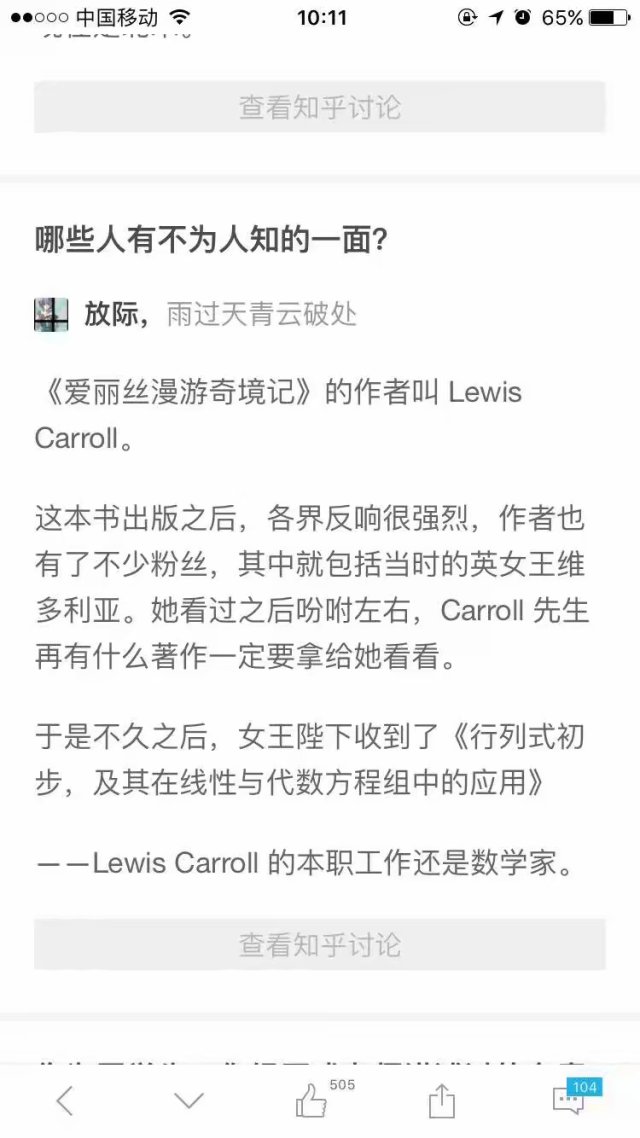 中国移动 10:11 65%
查看知乎讨论
哪些人有不为人知的一面?
放际，雨过天青云破处
《爱丽丝漫游奇境记》的作者叫 Lewis
Carroll。
这本书出版之后，各界反响很强烈，作者也
有了不少粉丝，其中就包括当时的英女王维
多利亚。她看过之后吩咐左右，Carroll 先生
再有什么著作一定要拿给她看看。
于是不久之后，女王陛下收到了《行列式初
步，及其在线性与代数方程组中的应用》
——Lewis Carroll 的本职工作还是数学家。
查看知乎讨论
505
104